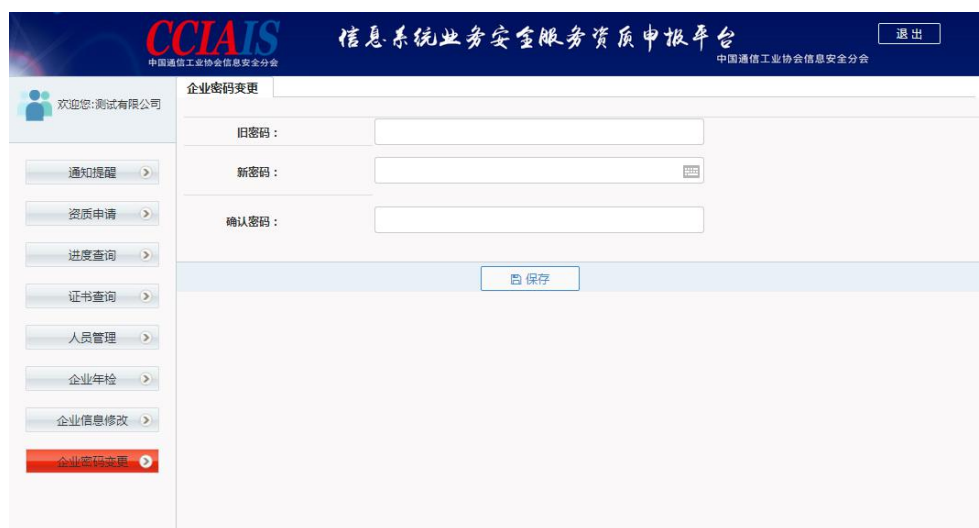 CCIAIS
中国通信工业协会信息安全分会
信息系统业务安全服务资质申报平台
中国通信工业协会信息安全分会
退出
欢迎您:测试有限公司
企业密码变更
旧密码：
新密码：
确认密码：
保存
通知提醒
资质申请
进度查询
证书查询
人员管理
企业年检
企业信息修改
企业密码变更